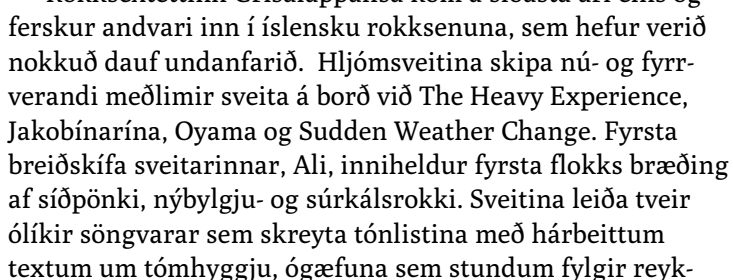 ferskur andvari inn í íslensku rokksenuna, sem hefur verið
nokkuð dauf undanfarið. Hljómsveitina skipa nú- og fyrr-
verandi meðlimir sveita á borð við The Heavy Experience,
Jakobínarína, Oyama og Sudden Weather Change. Fyrsta
breiðskífa sveitarinnar, Ali, inniheldur fyrsta flokks bræðing
af síðpönki, nýbylgju- og súrkálsrokki. Sveitina leiða tveir
ólíkir söngvarar sem skreyta tónlistina með hárbeittum
textum um tómhyggju, ógæfuna sem stundum fylgir reyk-